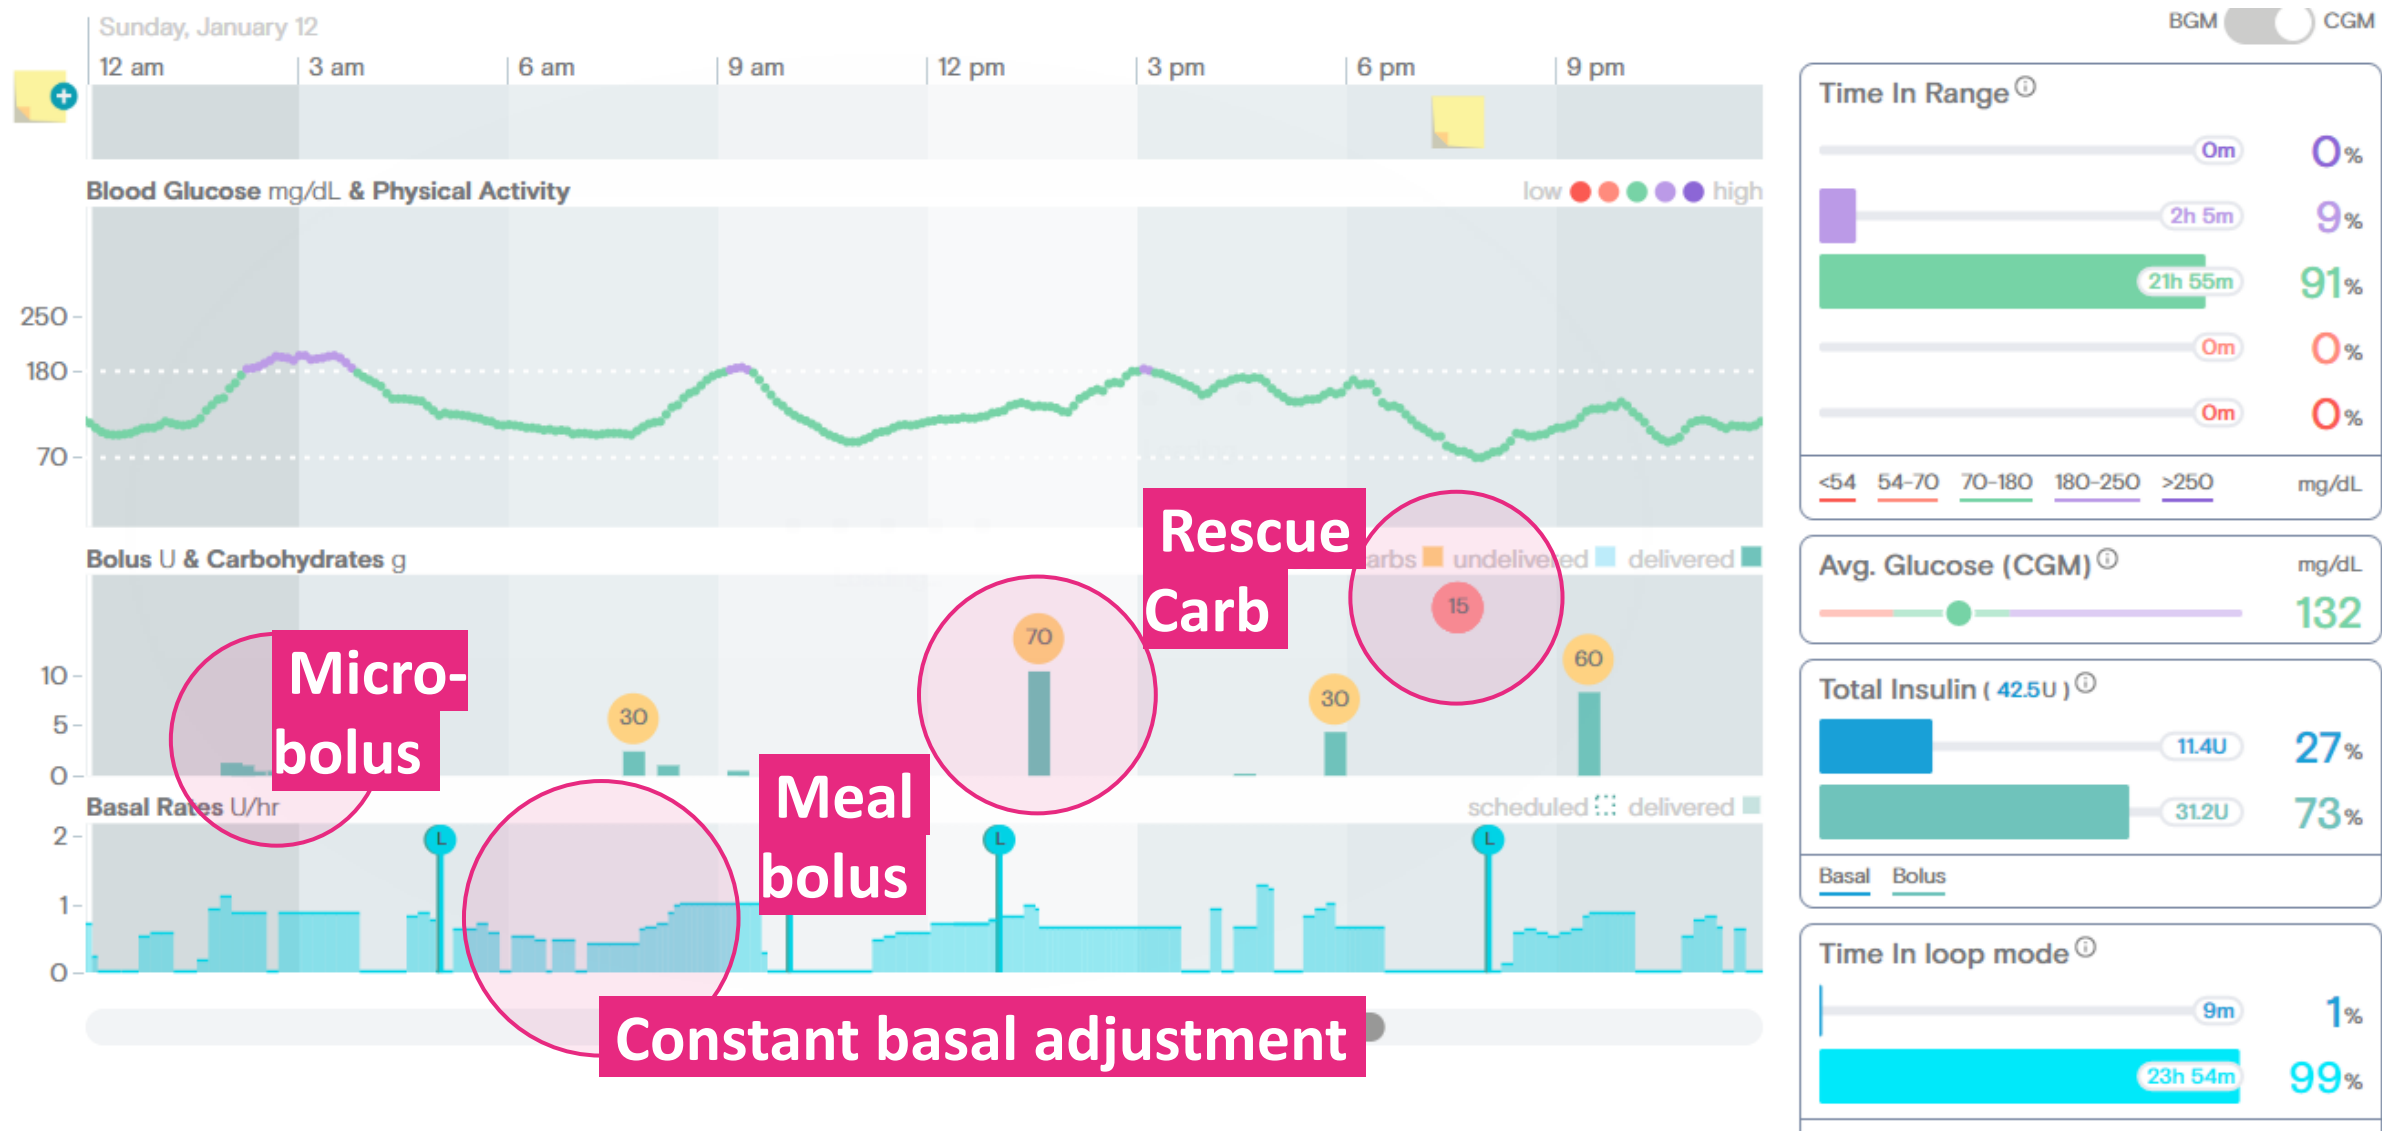 Sunday, January 12
BGM CGM
12 am 3 am 6 am 9 am 12 pm 3 pm 6 pm 9 pm
Blood Glucose mg/dL & Physical Activity
low high
250
180
70
Bolus U & Carbohydrates g
arbs undelivered delivered
10
5
0
30
70
30
15
60
Micro-
bolus
Meal
bolus
Rescue
Carb
Basal Rates U/hr
scheduled delivered
2
1
0
L
L
L
Constant basal adjustment
Time In Range
0m 0%
2h 5m 9%
21h 55m 91%
0m 0%
0m 0%
<54 54-70 70-180 180-250 >250 mg/dL
Avg. Glucose (CGM) mg/dL
132
Total Insulin ( 42.5U )
11.4U 27%
31.2U 73%
Basal Bolus
Time In loop mode
9m 1%
23h 54m 99%